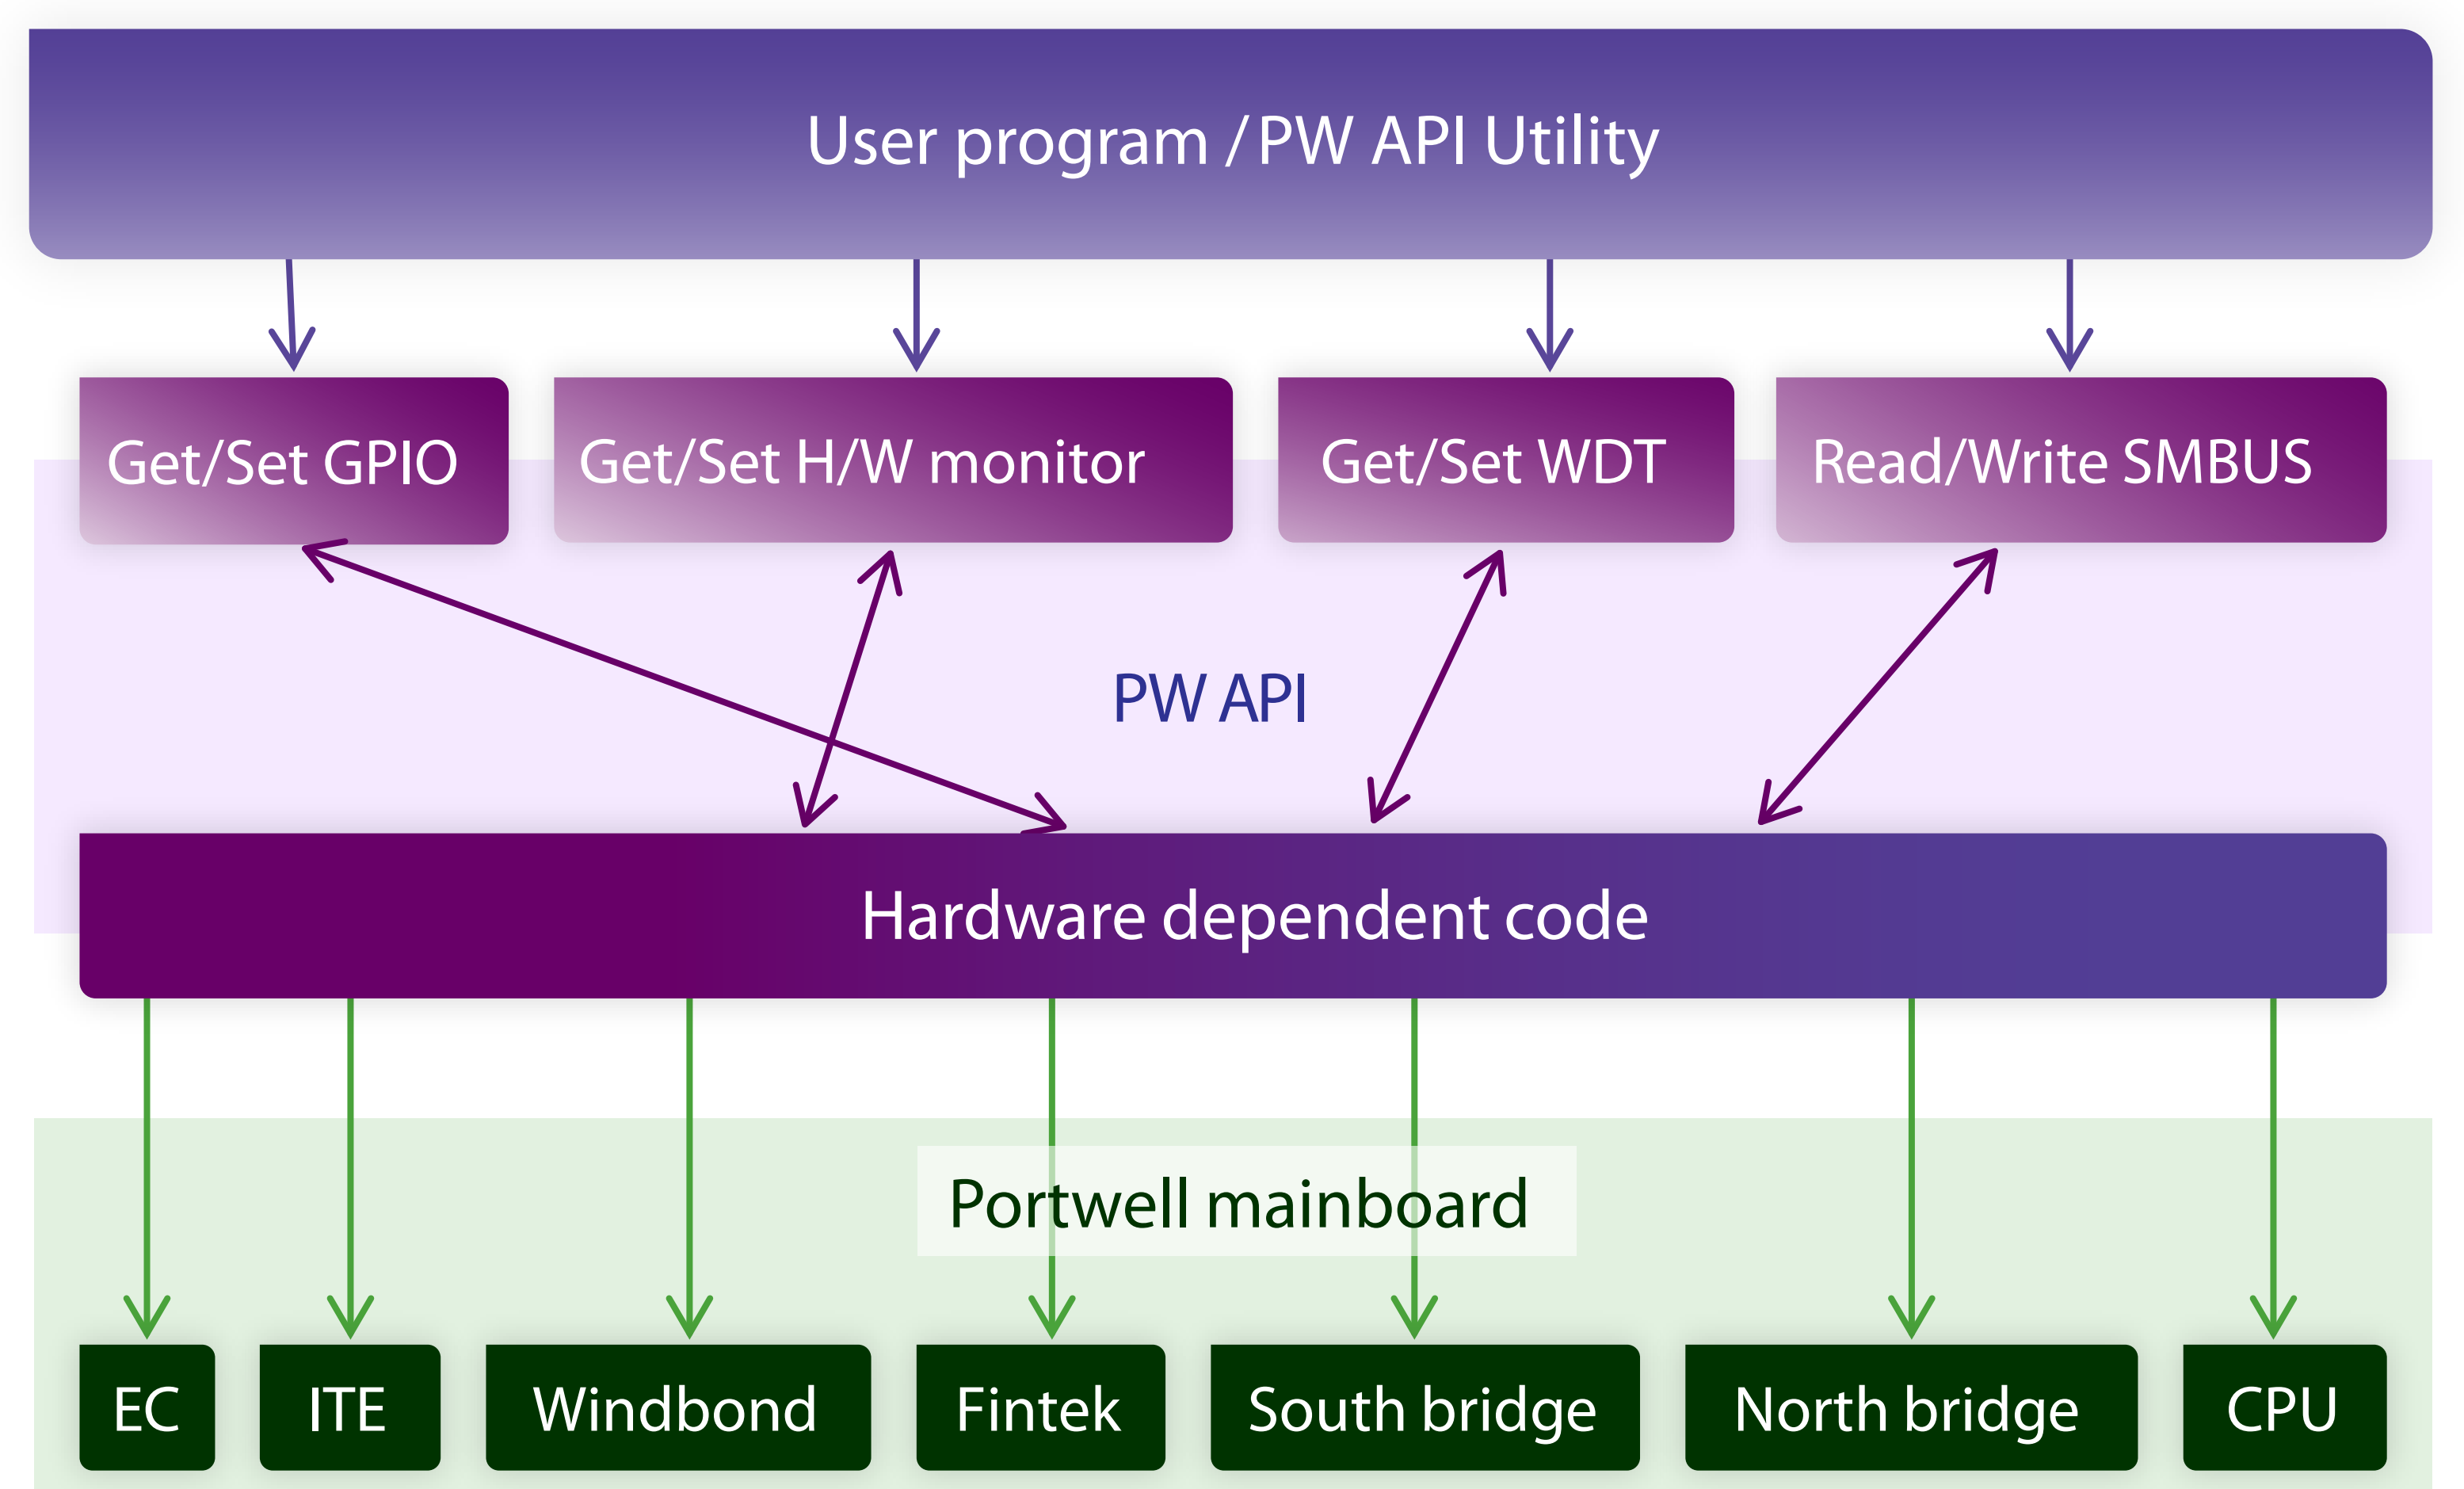 User program / PW API Utility
Get/Set GPIO
Get/Set H/W monitor
Get/Set WDT
Read/Write SMBUS
PW API
Hardware dependent code
Portwell mainboard
EC
ITE
Windbond
Fintek
South bridge
North bridge
CPU